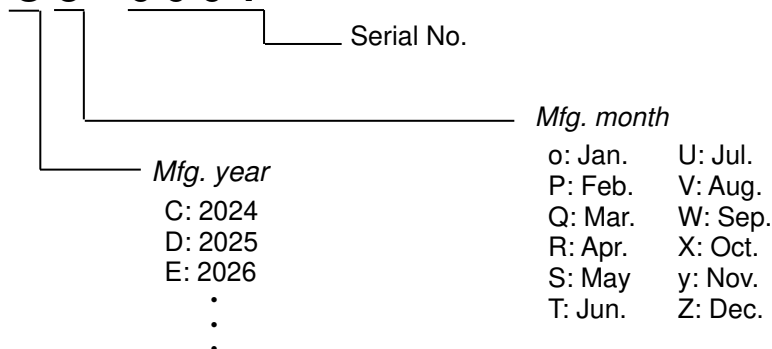 Serial No.
Mfg. month
o: Jan. U: Jul.
P: Feb. V: Aug.
Q: Mar. W: Sep.
R: Apr. X: Oct.
S: May y: Nov.
T: Jun. Z: Dec.
Mfg. year
C: 2024
D: 2025
E: 2026